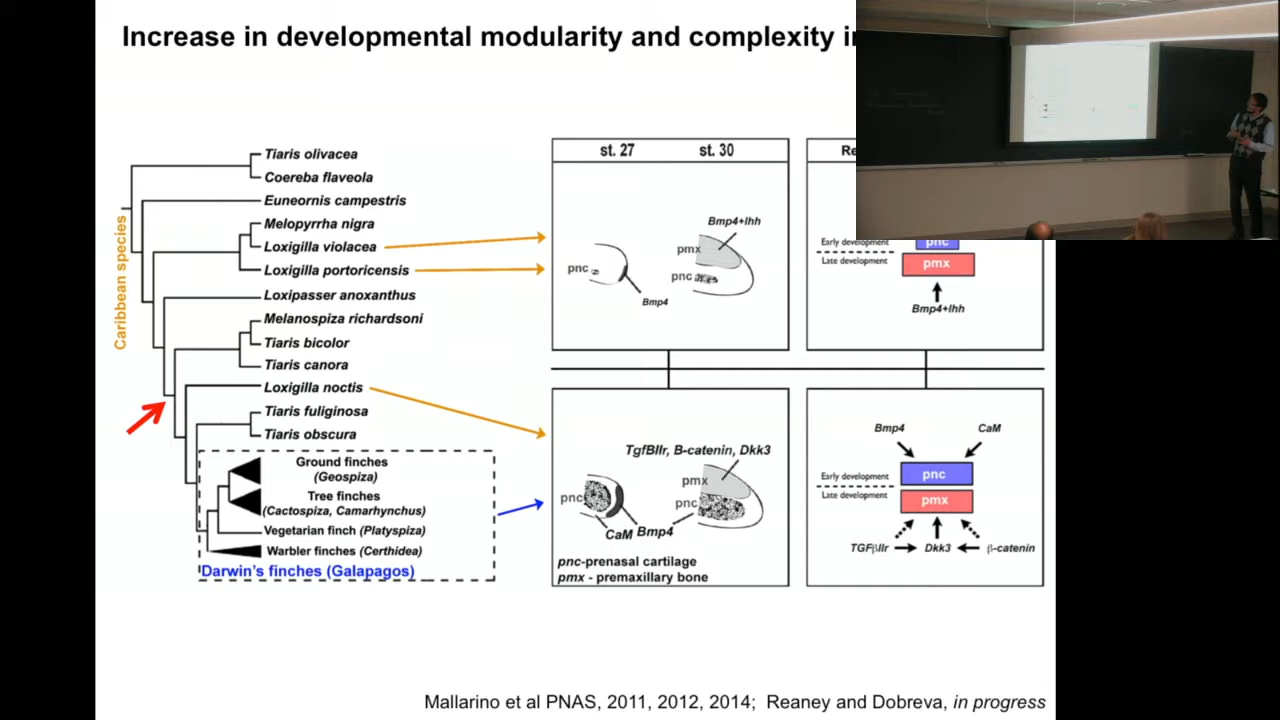 Increase in developmental modularity and complexity
Caribbean species
Tiaris olivacea
Coereba flaveola
Euneornis campestris
Melopyrrha nigra
Loxigilla violacea
Loxigilla portoricensis
Loxipasser anoxanthus
Melanospiza richardsoni
Tiaris bicolor
Tiaris canora
Loxigilla noctis
Tiaris fuliginosa
Tiaris obscura
Ground finches
(Geospiza)
Tree finches
(Cactospiza, Camarhynchus)
Vegetarian finch (Platyspiza)
Warbler finches (Certhidea)
Darwin's finches (Galapagos)
st. 27 st. 30
Bmp4+Ihh
pmx
pnc
pnc
Bmp4
TgfBIIr, B-catenin, Dkk3
pmx
pnc
pnc
CaM Bmp4
pnc-prenasal cartilage
pmx - premaxillary bone
Early development
pnc
Late development
pmx
Bmp4+Ihh
Bmp4 CaM
Early development
pnc
Late development
pmx
TGFβIIr Dkk3 β-catenin
Mallarino et al PNAS, 2011, 2012, 2014; Reaney and Dobreva, in progress